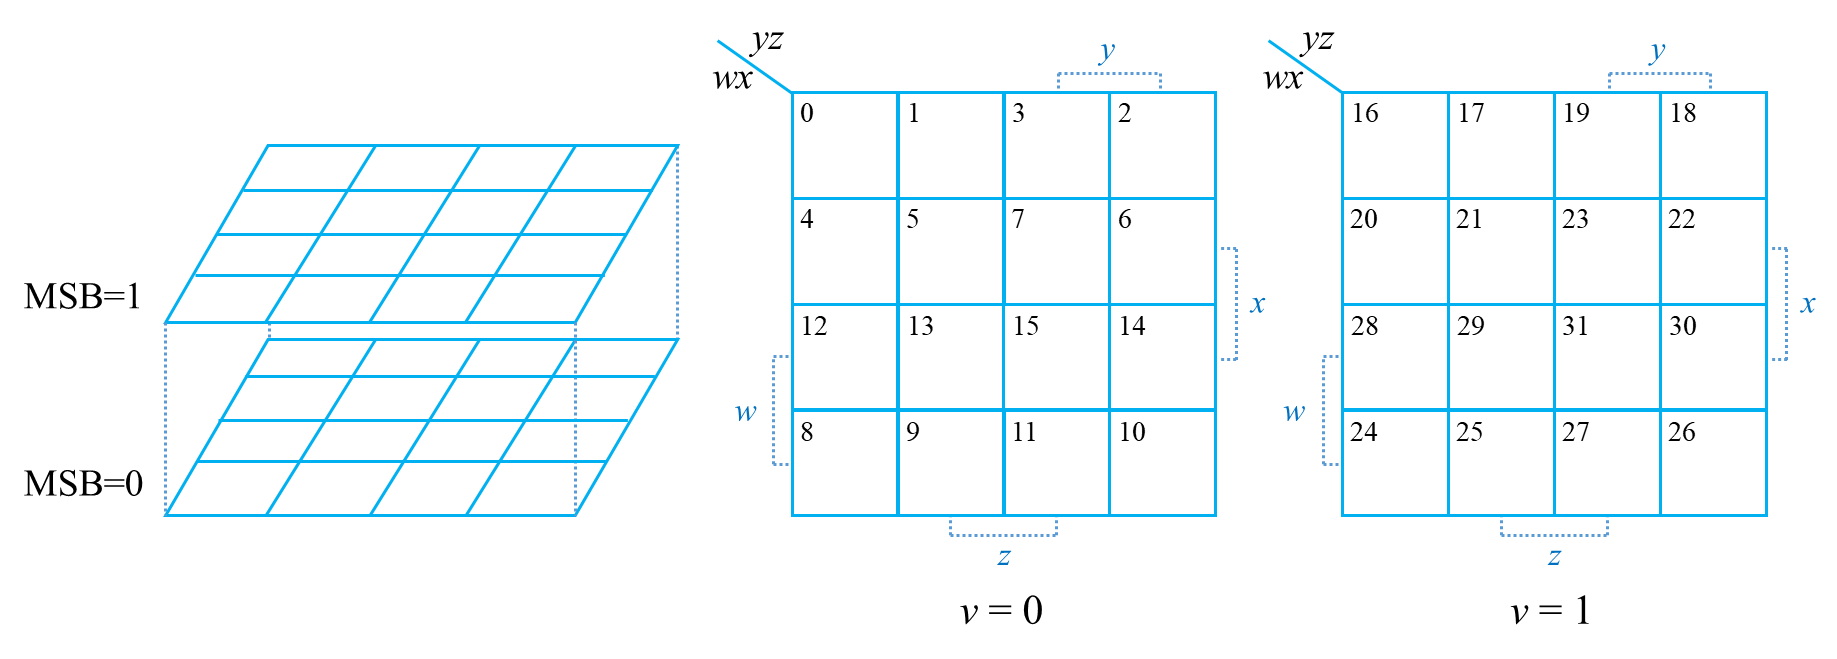 MSB=1
MSB=0
yz
wx
y
0 1 3 2
4 5 7 6
x
12 13 15 14
w
8 9 11 10
z
v = 0
yz
wx
y
16 17 19 18
20 21 23 22
x
28 29 31 30
w
24 25 27 26
z
v = 1